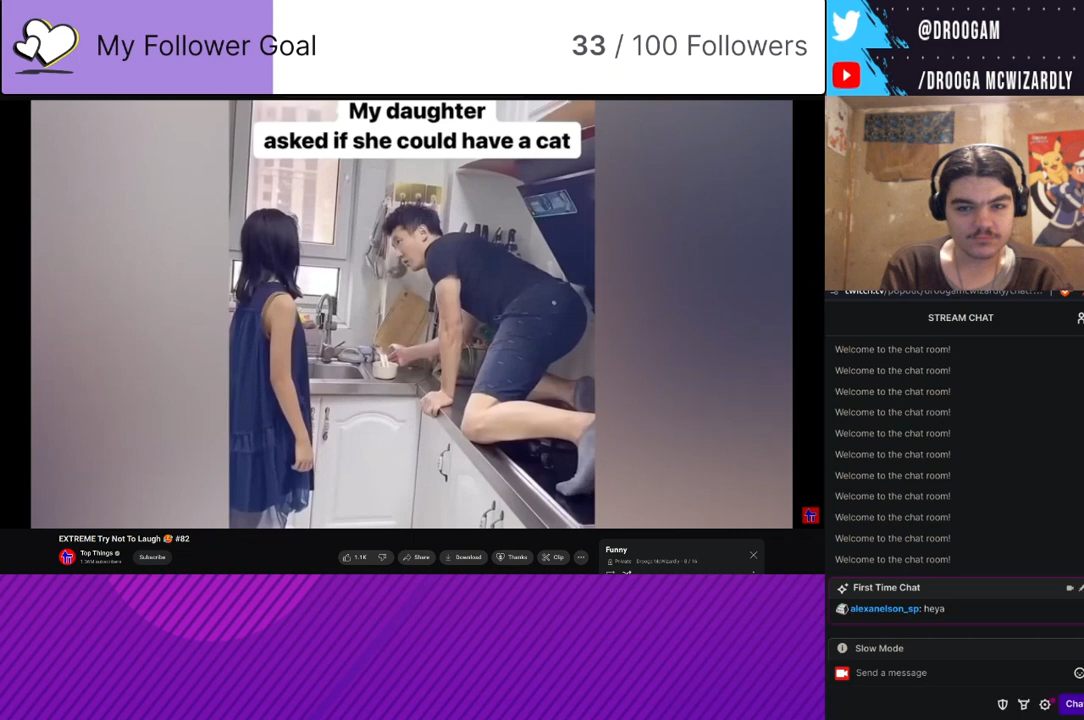 My Follower Goal
33 / 100 Followers
@DROOGAM
/DROOGA MCWIZARDLY
My daughter
asked if she could have a cat
STREAM CHAT
Welcome to the chat room!
Welcome to the chat room!
Welcome to the chat room!
Welcome to the chat room!
Welcome to the chat room!
Welcome to the chat room!
Welcome to the chat room!
Welcome to the chat room!
Welcome to the chat room!
Welcome to the chat room!
Welcome to the chat room!
EXTREME Try Not To Laugh 🥵 #82
Top Things
Subscribe
1.1K
Share
Download
Thanks
Clip
Funny
Private
First Time Chat
alexanelson_sp: heya
Slow Mode
Send a message
Cha